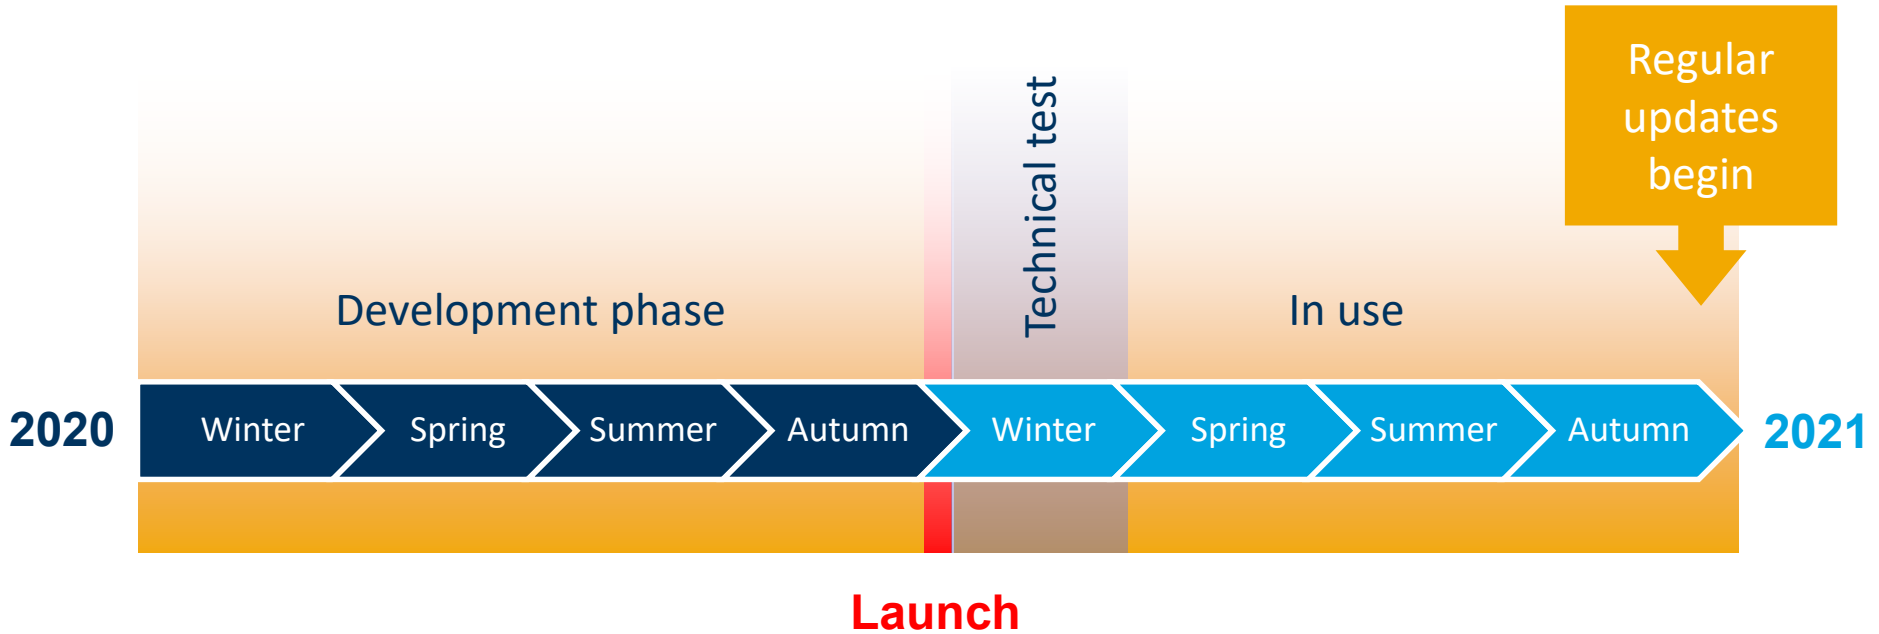 Regular
updates
begin
Technical test
Development phase
In use
2020
Winter
Spring
Summer
Autumn
Winter
Spring
Summer
Autumn
2021
Launch